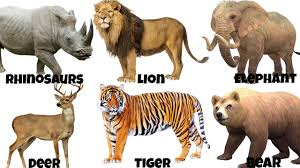 RHINOSAURS LION ELEPHANT
DEER TIGER BEAR